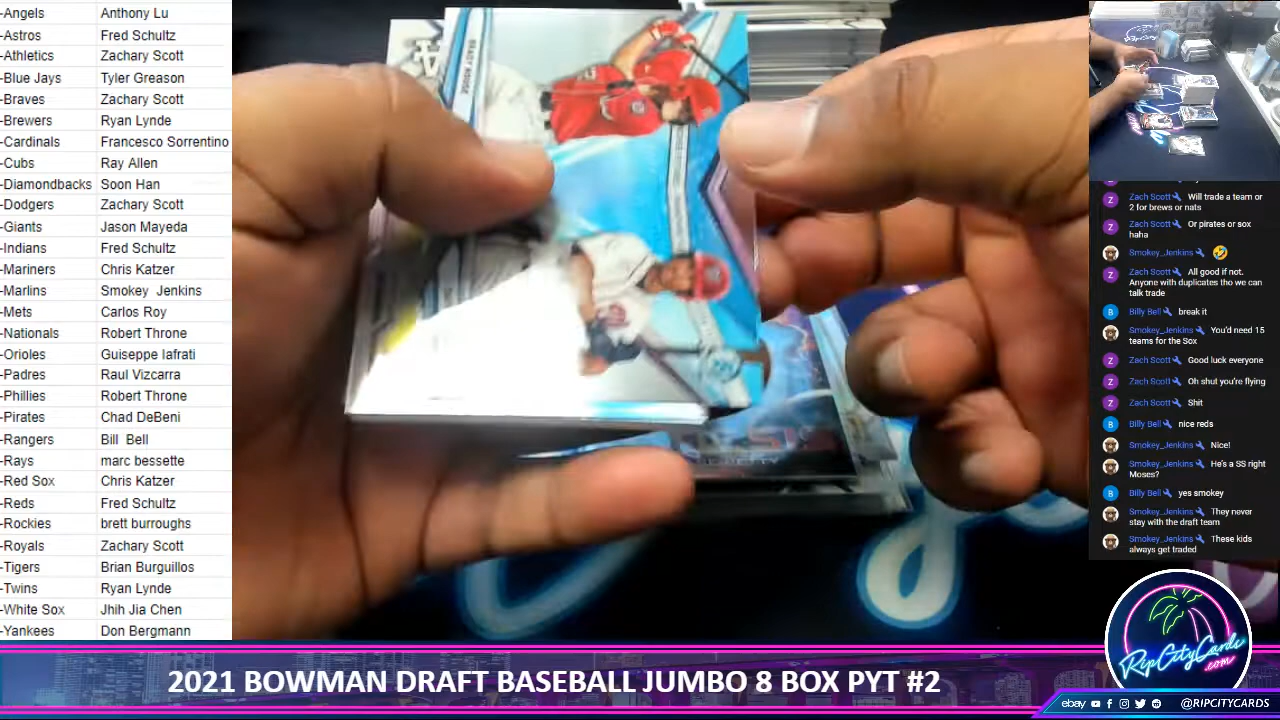 -Angels Anthony Lu
-Astros Fred Schultz
-Athletics Zachary Scott
-Blue Jays Tyler Greason
-Braves Zachary Scott
-Brewers Ryan Lynde
-Cardinals Francesco Sorrentino
-Cubs Ray Allen
-Diamondbacks Soon Han
-Dodgers Zachary Scott
-Giants Jason Mayeda
-Indians Fred Schultz
-Mariners Chris Katzer
-Marlins Smokey Jenkins
-Mets Carlos Roy
-Nationals Robert Throne
-Orioles Guiseppe Iafrati
-Padres Raul Vizcarra
-Phillies Robert Throne
-Pirates Chad DeBeni
-Rangers Bill Bell
-Rays marc bessette
-Red Sox Chris Katzer
-Reds Fred Schultz
-Rockies brett burroughs
-Royals Zachary Scott
-Tigers Brian Burguillos
-Twins Ryan Lynde
-White Sox Jhih Jia Chen
-Yankees Don Bergmann
Z Zach Scott Will trade a team or
2 for brews or nats
Z Zach Scott Or pirates or sox
haha
Smokey_Jenkins 🤣
Z Zach Scott All good if not.
Anyone with duplicates tho we can
talk trade
B Billy Bell break it
Smokey_Jenkins You'd need 15
teams for the Sox
Z Zach Scott Good luck everyone
Z Zach Scott Oh shut you're flying
Z Zach Scott Shit
B Billy Bell nice reds
Smokey_Jenkins Nice!
Smokey_Jenkins He's a SS right
Moses?
B Billy Bell yes smokey
Smokey_Jenkins They never
stay with the draft team
Smokey_Jenkins These kids
always get traded
RipCityCards
.com
2021 BOWMAN DRAFT BASEBALL JUMBO 8 BOX PYT #2
ebay @RIPCITYCARDS